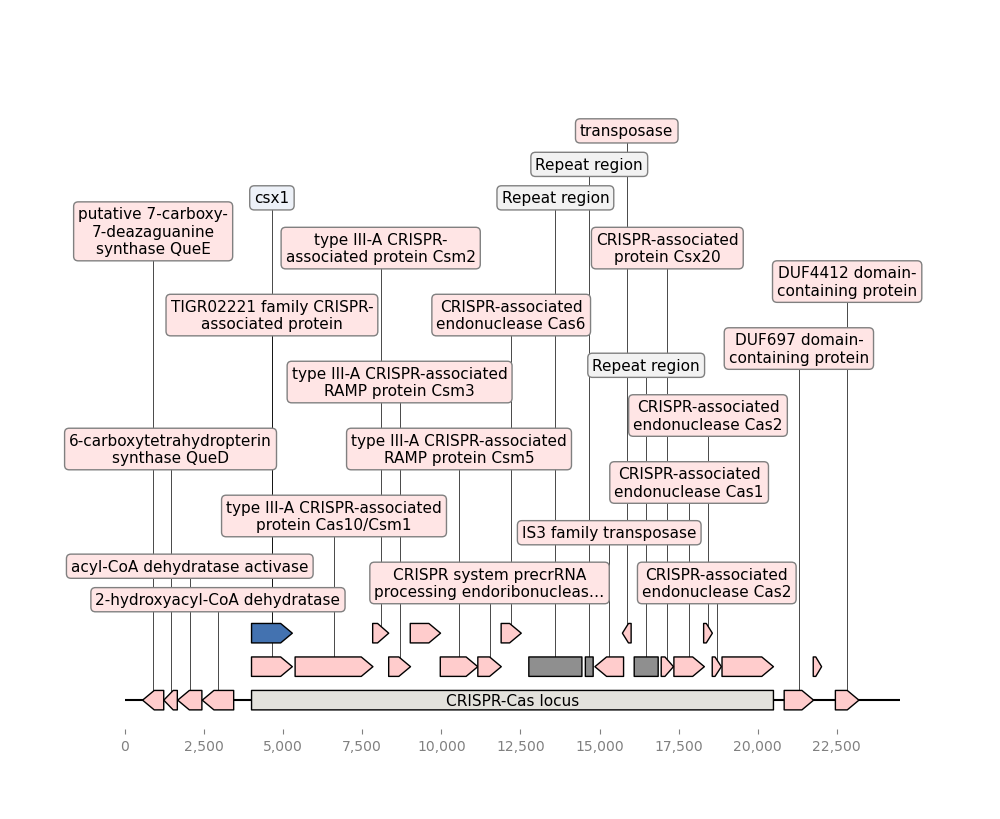 transposase
Repeat region
csx1
Repeat region
putative 7-carboxy-
7-deazaguanine
synthase QueE
type III-A CRISPR-
associated protein Csm2
CRISPR-associated
protein Csx20
DUF4412 domain-
containing protein
TIGR02221 family CRISPR-
associated protein
CRISPR-associated
endonuclease Cas6
DUF697 domain-
containing protein
Repeat region
type III-A CRISPR-associated
RAMP protein Csm3
CRISPR-associated
endonuclease Cas2
6-carboxytetrahydropterin
synthase QueD
type III-A CRISPR-associated
RAMP protein Csm5
CRISPR-associated
endonuclease Cas1
type III-A CRISPR-associated
protein Cas10/Csm1
IS3 family transposase
acyl-CoA dehydratase activase
CRISPR system precrRNA
processing endoribonucleas...
CRISPR-associated
endonuclease Cas2
2-hydroxyacyl-CoA dehydratase
CRISPR-Cas locus
0 2,500 5,000 7,500 10,000 12,500 15,000 17,500 20,000 22,500